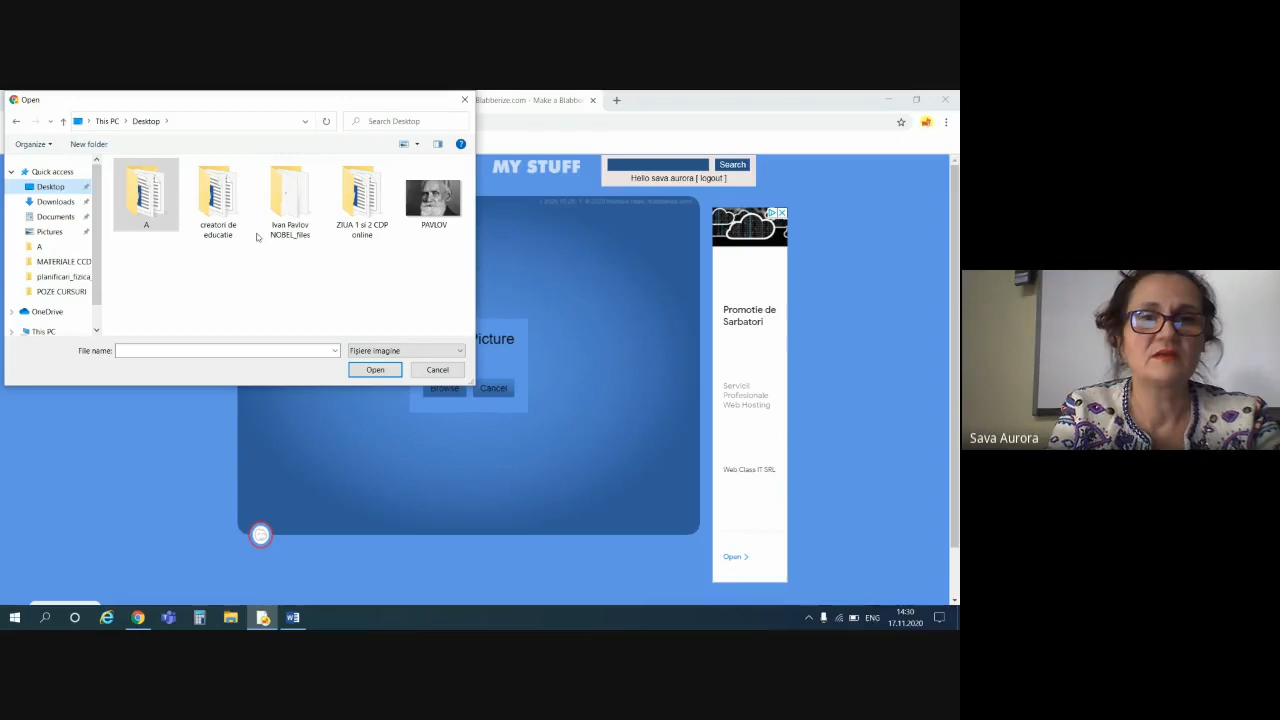 Open
Blabberize.com - Make a Blabbe
This PC
Desktop
Search Desktop
Organize
New folder
Quick access
Desktop
Downloads
Documents
Pictures
A
MATERIALE CCD
planificari_fizica_
POZE CURSURI
OneDrive
This PC
A
creatori de
educatie
Ivan Pavlov
NOBEL_files
ZIUA 1 si 2 CDP
online
PAVLOV
File name:
Fișiere imagine
Open
Cancel
MY STUFF
Search
Hello sava.aurora [ logout ]
Picture
Browse
Cancel
Promotie de
Sarbatori
Servicii
Profesionale
Web Hosting
Web Class IT SRL
Open
ENG
14:30
17.11.2020
Sava Aurora